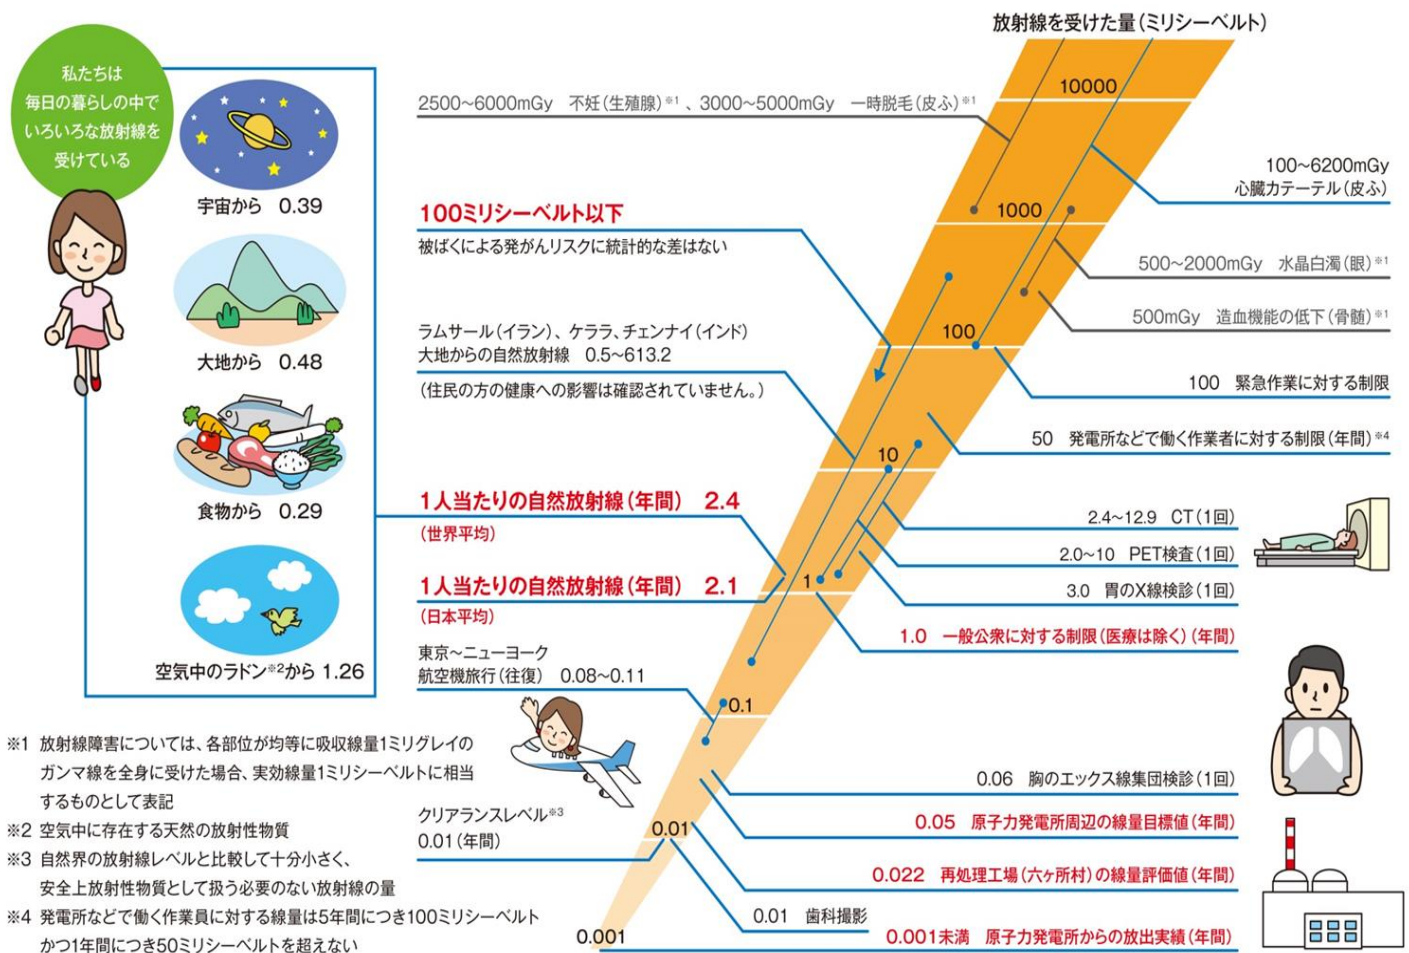 放射線を受けた量（ミリシーベルト）
私たちは
毎日の暮らしの中で
いろいろな放射線を
受けている
宇宙から 0.39
大地から 0.48
食物から 0.29
空気中のラドン※2から 1.26
2500～6000mGy 不妊（生殖腺）※1 、3000～5000mGy 一時脱毛（皮ふ）※1
100ミリシーベルト以下
被ばくによる発がんリスクに統計的な差はない
ラムサール（イラン）、ケララ、チェンナイ（インド）
大地からの自然放射線 0.5～613.2
（住民の方の健康への影響は確認されていません。）
1人当たりの自然放射線（年間） 2.4
（世界平均）
1人当たりの自然放射線（年間） 2.1
（日本平均）
東京～ニューヨーク
航空機旅行（往復） 0.08～0.11
クリアランスレベル※3
0.01（年間）
10000
1000
100
10
1
0.1
0.01
0.001
100～6200mGy
心臓カテーテル（皮ふ）
500～2000mGy 水晶白濁（眼）※1
500mGy 造血機能の低下（骨髄）※1
100 緊急作業に対する制限
50 発電所などで働く作業者に対する制限（年間）※4
2.4～12.9 CT（1回）
2.0～10 PET検査（1回）
3.0 胃のX線検診（1回）
1.0 一般公衆に対する制限（医療は除く）（年間）
0.06 胸のエックス線集団検診（1回）
0.05 原子力発電所周辺の線量目標値（年間）
0.022 再処理工場（六ヶ所村）の線量評価値（年間）
0.01 歯科撮影
0.001未満 原子力発電所からの放出実績（年間）
※1 放射線障害については、各部位が均等に吸収線量1ミリグレイの
ガンマ線を全身に受けた場合、実効線量1ミリシーベルトに相当
するものとして表記
※2 空気中に存在する天然の放射性物質
※3 自然界の放射線レベルと比較して十分小さく、
安全上放射性物質として扱う必要のない放射線の量
※4 発電所などで働く作業員に対する線量は5年間につき100ミリシーベルト
かつ1年間につき50ミリシーベルトを超えない